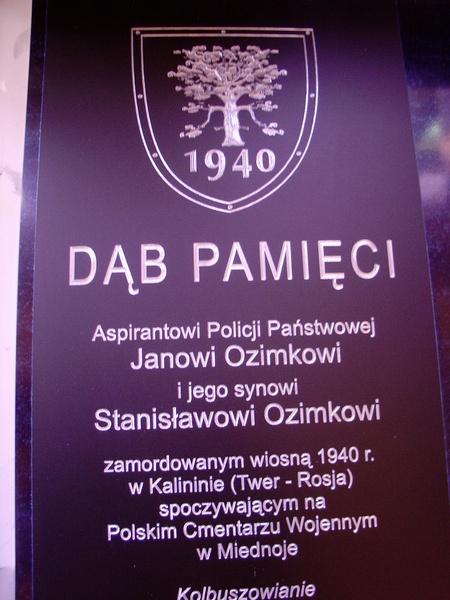 1940
DĄB PAMIĘCI
Aspirantowi Policji Państwowej
Janowi Ozimkowi
i jego synowi
Stanisławowi Ozimkowi
zamordowanym wiosną 1940 r.
w Kalininie (Twer - Rosja)
spoczywającym na
Polskim Cmentarzu Wojennym
w Miednoje
Kolbuszowianie